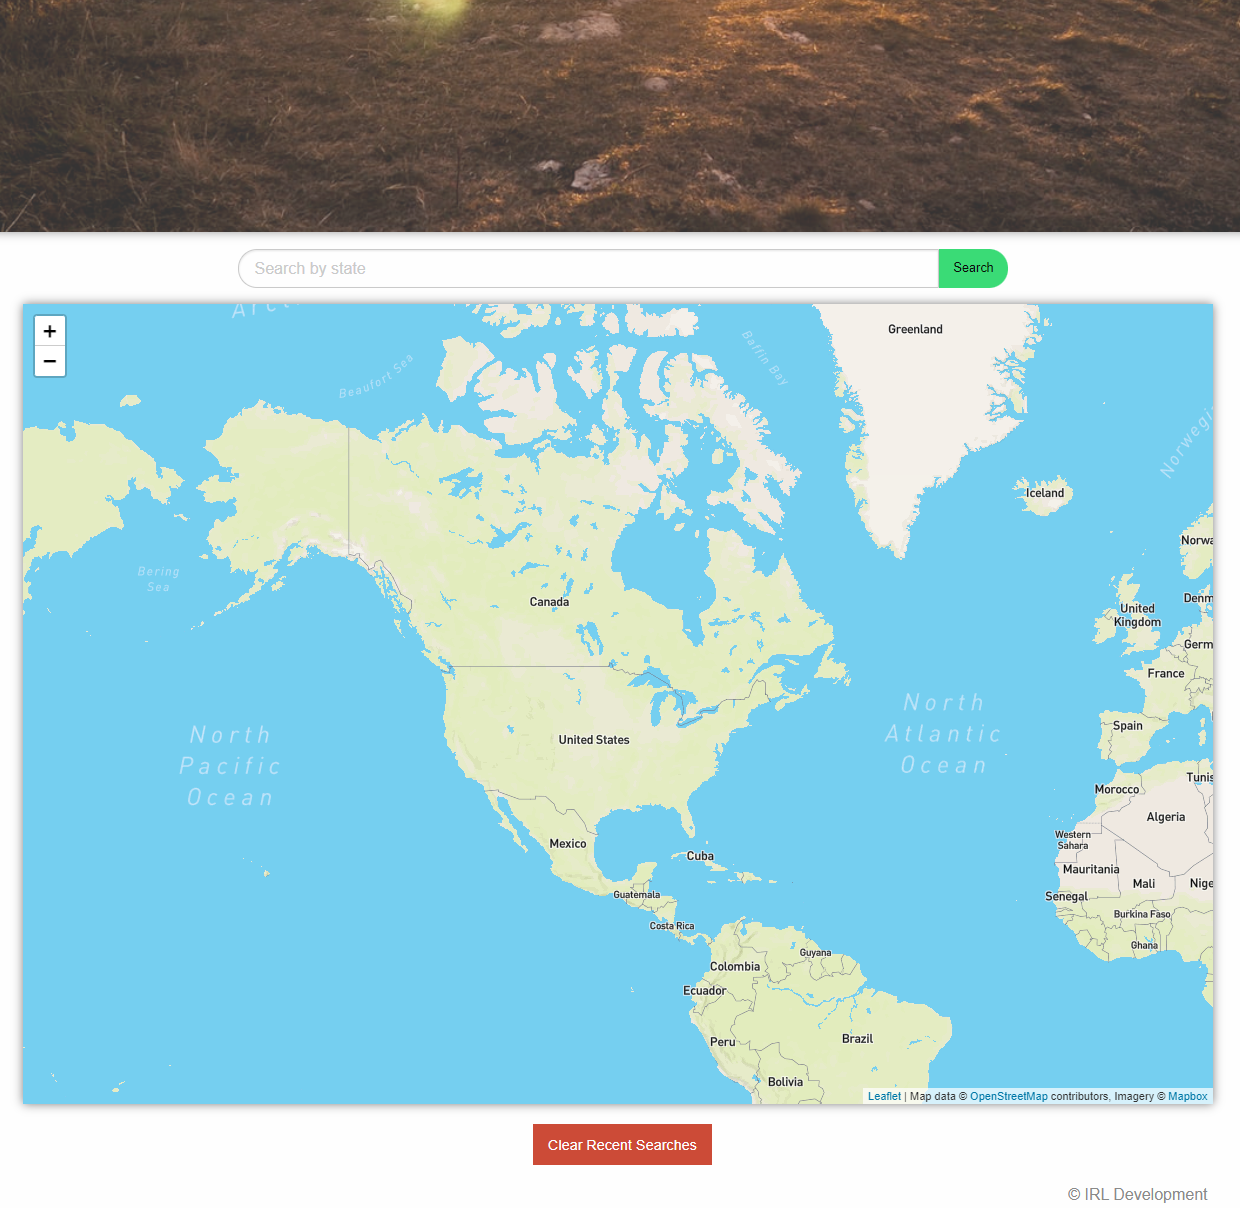 Search by state
Search
+
−
Greenland
Baffin Bay
Beaufort Sea
Iceland
Norwa
Bering
Sea
Canada
Denm
United
Kingdom
Germ
France
North
Atlantic
Ocean
Spain
North
Pacific
Ocean
United States
Tunis
Morocco
Algeria
Western
Sahara
Mexico
Cuba
Mauritania
Mali
Nige
Guatemala
Senegal
Burkina Faso
Costa Rica
Ghana
Guyana
Colombia
Ecuador
Peru
Brazil
Bolivia
Leaflet | Map data © OpenStreetMap contributors, Imagery © Mapbox
Clear Recent Searches
© IRL Development